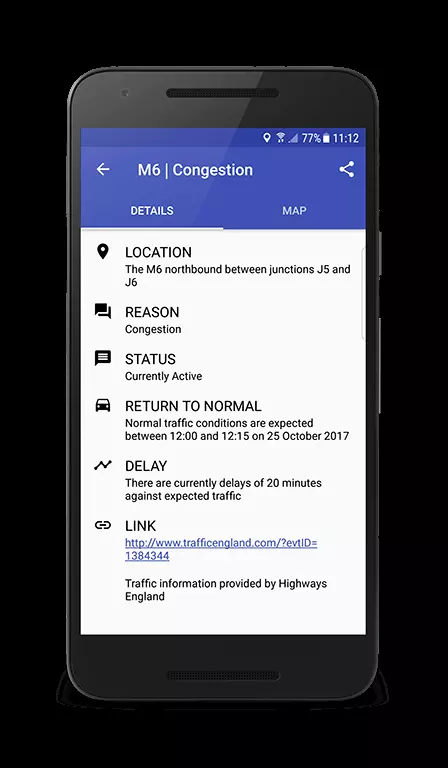 77% 11:12
M6 | Congestion
DETAILS MAP
LOCATION
The M6 northbound between junctions J5 and
J6
REASON
Congestion
STATUS
Currently Active
RETURN TO NORMAL
Normal traffic conditions are expected
between 12:00 and 12:15 on 25 October 2017
DELAY
There are currently delays of 20 minutes
against expected traffic
LINK
http://www.trafficengland.com/?evtID=
1384344
Traffic information provided by Highways
England